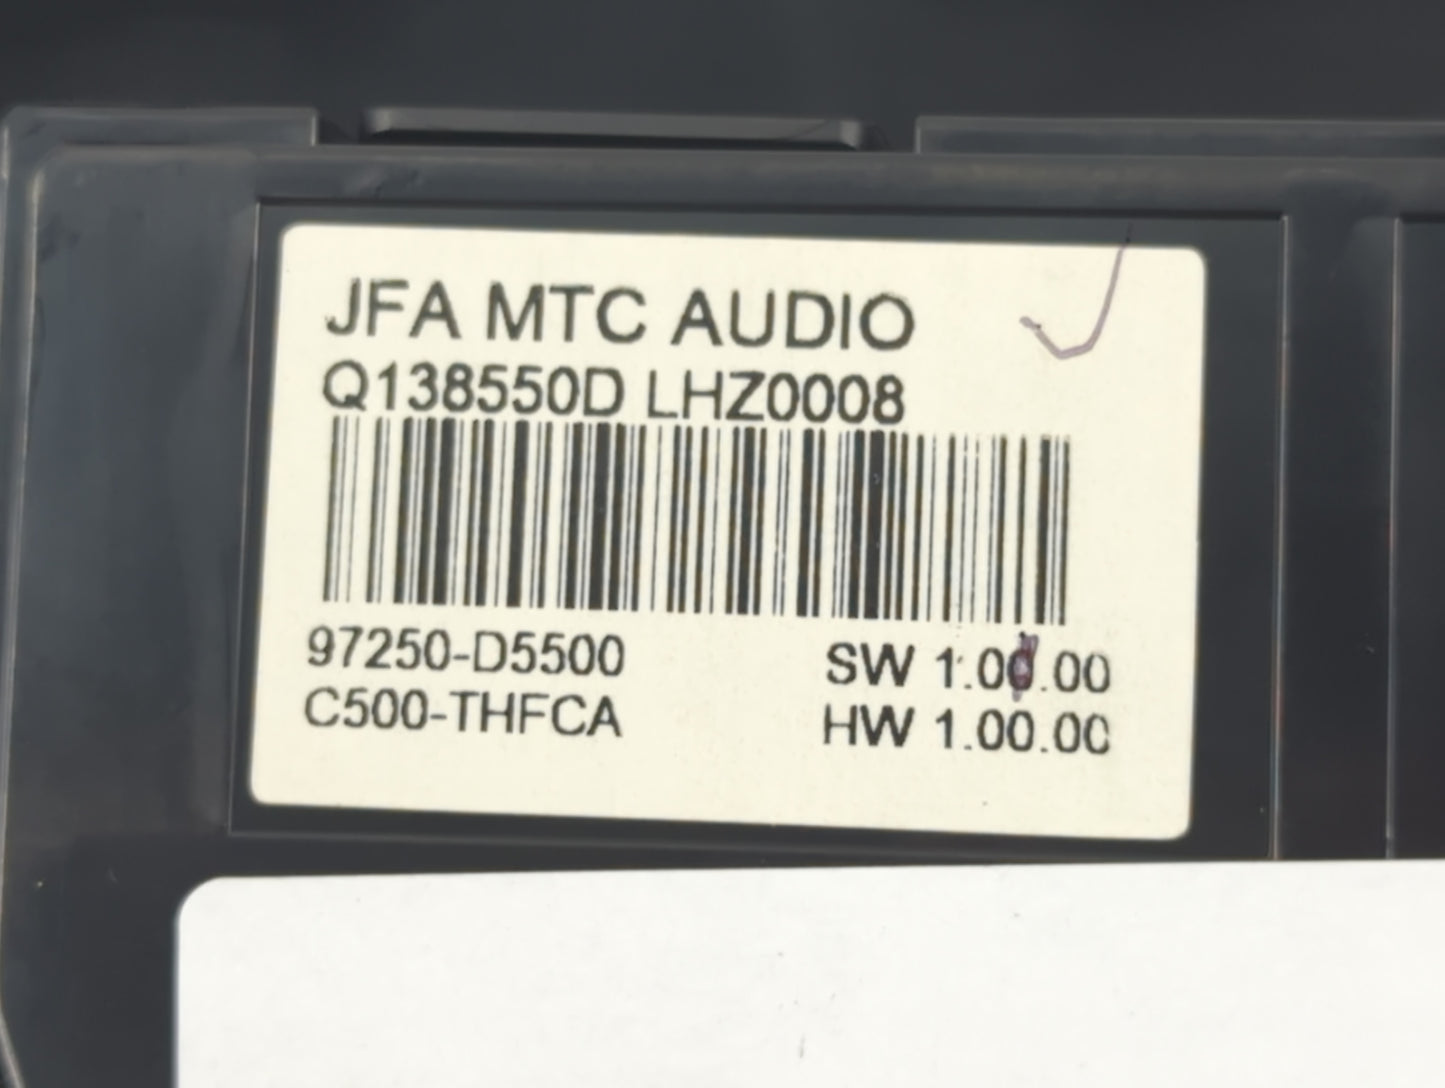 JFA MTC AUDIO
Q138550D LHZ0008
97250-D5500
C500-THFCA
SW 1.00.00
HW 1.00.00